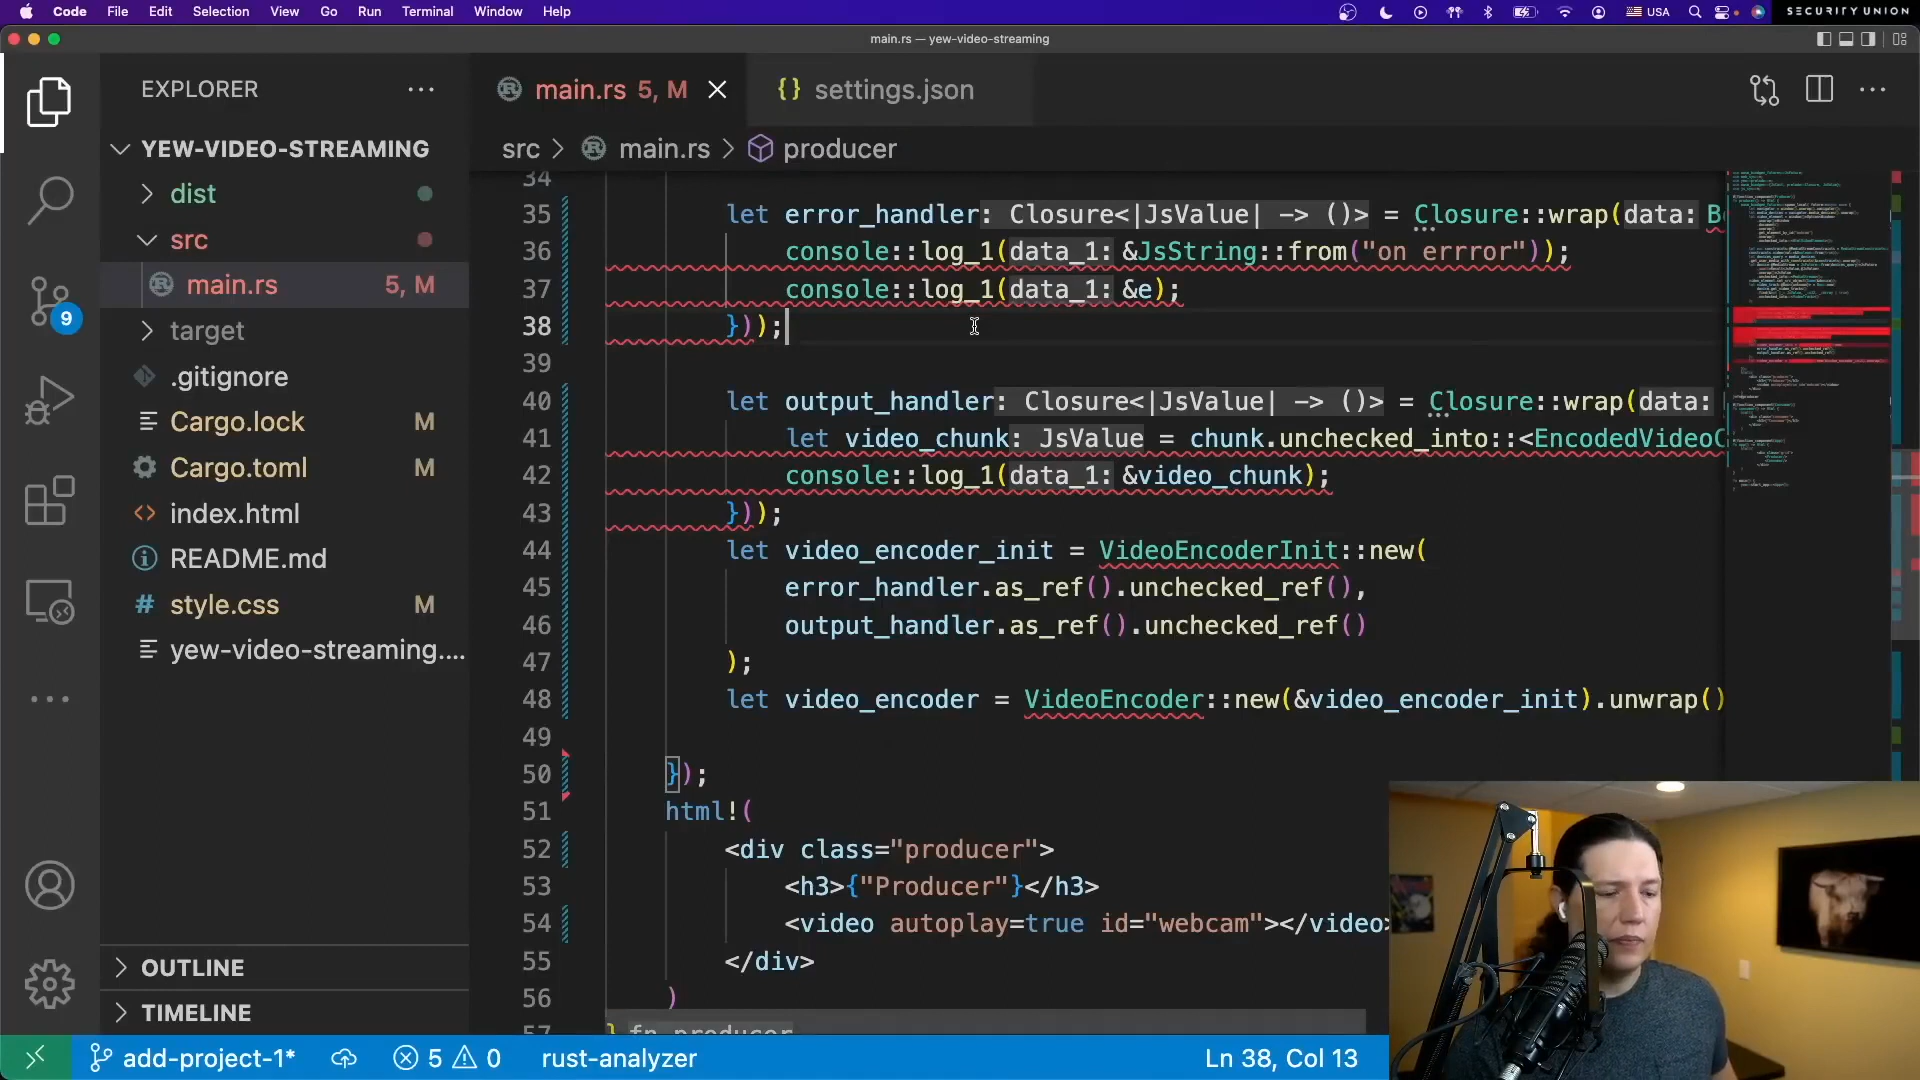 Code File Edit Selection View Go Run Terminal Window Help USA SECURITY UNION
main.rs — yew-video-streaming
EXPLORER
main.rs 5, M
settings.json
YEW-VIDEO-STREAMING
src > main.rs > producer
dist
src
main.rs 5, M
target
.gitignore
Cargo.lock M
Cargo.toml M
index.html
README.md
style.css M
yew-video-streaming....
9
OUTLINE
TIMELINE
34
35 let error_handler: Closure<|JsValue| -> ()> = Closure::wrap(data:
36 console::log_1(data_1: &JsString::from("on errror"));
37 console::log_1(data_1: &e);
38 }));
39
40 let output_handler: Closure<|JsValue| -> ()> = Closure::wrap(data:
41 let video_chunk: JsValue = chunk.unchecked_into::<EncodedVideoC
42 console::log_1(data_1: &video_chunk);
43 }));
44 let video_encoder_init = VideoEncoderInit::new(
45 error_handler.as_ref().unchecked_ref(),
46 output_handler.as_ref().unchecked_ref()
47 );
48 let video_encoder = VideoEncoder::new(&video_encoder_init).unwrap()
49
50 });
51 html!(
52 <div class="producer">
53 <h3>{"Producer"}</h3>
54 <video autoplay=true id="webcam"></video>
55 </div>
56 )
57 } fn producer
add-project-1* 5 0 rust-analyzer Ln 38, Col 13